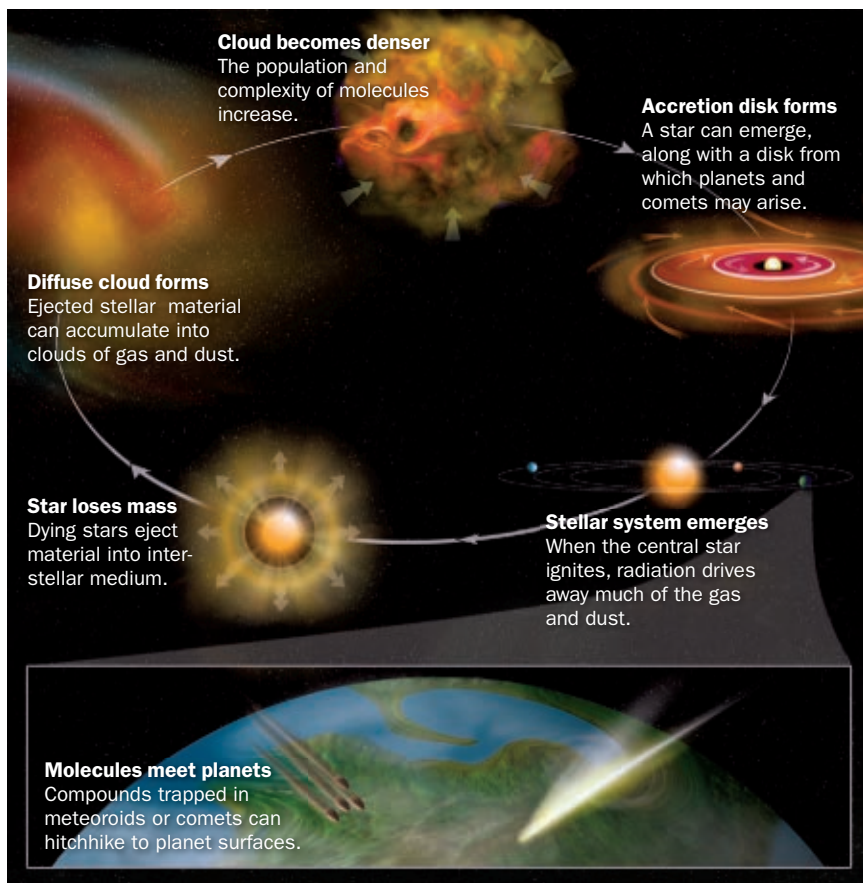 Cloud becomes denser
The population and
complexity of molecules
increase.
Accretion disk forms
A star can emerge,
along with a disk from
which planets and
comets may arise.
Diffuse cloud forms
Ejected stellar material
can accumulate into
clouds of gas and dust.
Star loses mass
Dying stars eject
material into inter-
stellar medium.
Stellar system emerges
When the central star
ignites, radiation drives
away much of the gas
and dust.
Molecules meet planets
Compounds trapped in
meteoroids or comets can
hitchhike to planet surfaces.